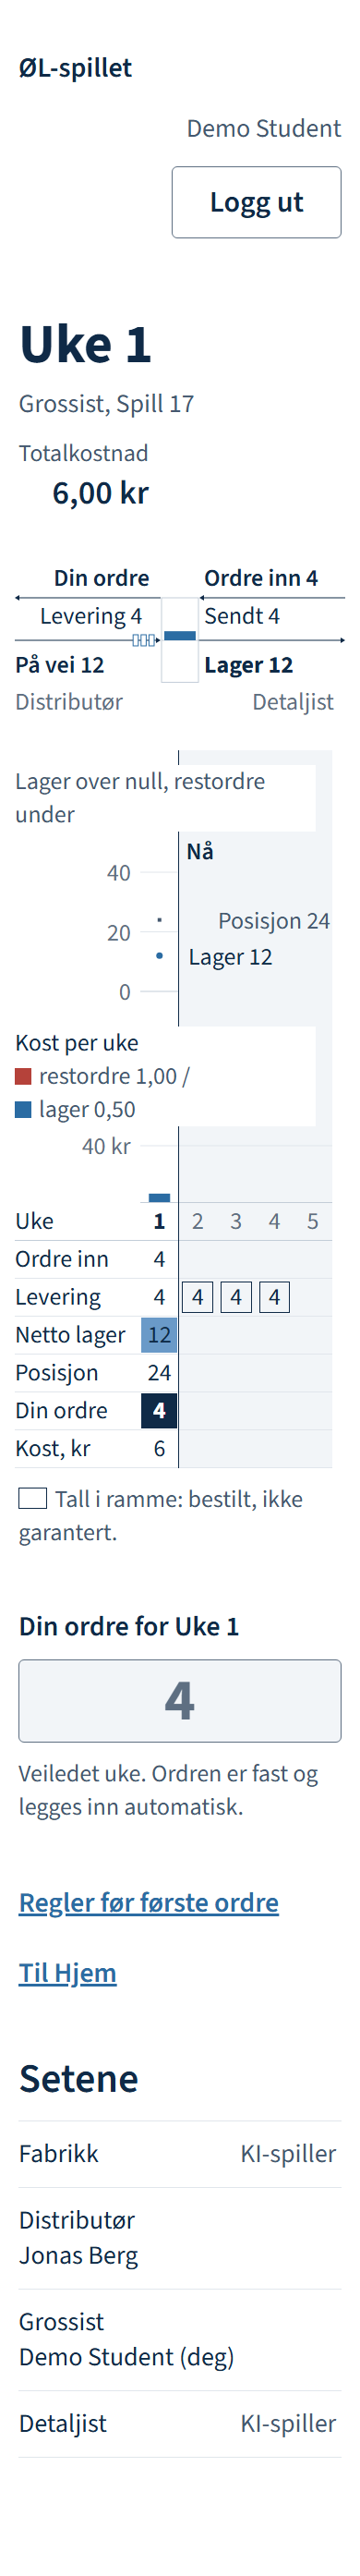 ØL-spillet
Demo Student
Logg ut
Uke 1
Grossist, Spill 17
Totalkostnad
6,00 kr
Din ordre
Ordre inn 4
Levering 4
Sendt 4
På vei 12
Lager 12
Distributør
Detaljist
Lager over null, restordre
under
Nå
40
Posisjon 24
20
Lager 12
0
Kost per uke
restordre 1,00 /
lager 0,50
40 kr
Uke 1 2 3 4 5
Ordre inn 4
Levering 4 4 4 4
Netto lager 12
Posisjon 24
Din ordre 4
Kost, kr 6
Tall i ramme: bestilt, ikke
garantert.
Din ordre for Uke 1
4
Veiledet uke. Ordren er fast og
legges inn automatisk.
Regler før første ordre
Til Hjem
Setene
Fabrikk KI-spiller
Distributør
Jonas Berg
Grossist
Demo Student (deg)
Detaljist KI-spiller